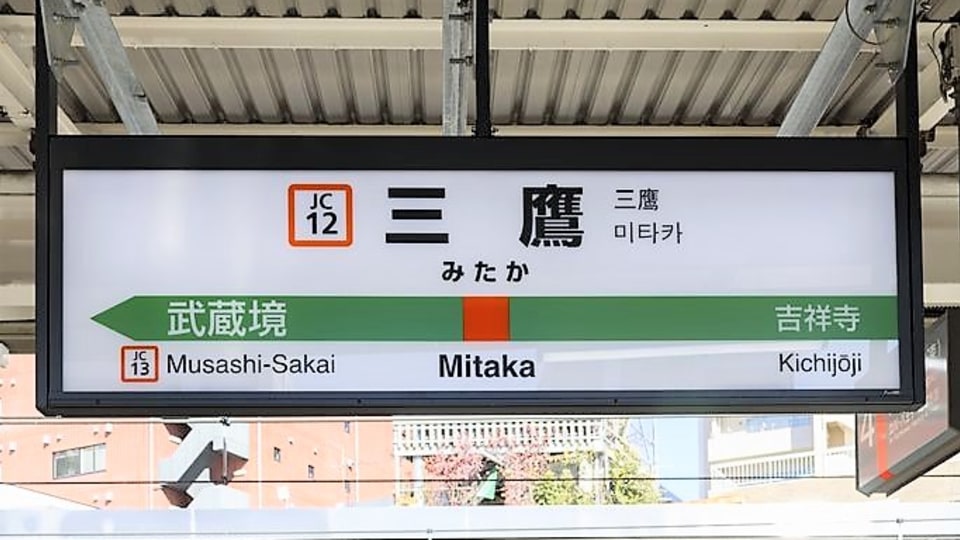 JC
12
三鷹
三鷹
미타카
みたか
武蔵境
吉祥寺
JC
13
Musashi-Sakai
Mitaka
Kichijōji
4